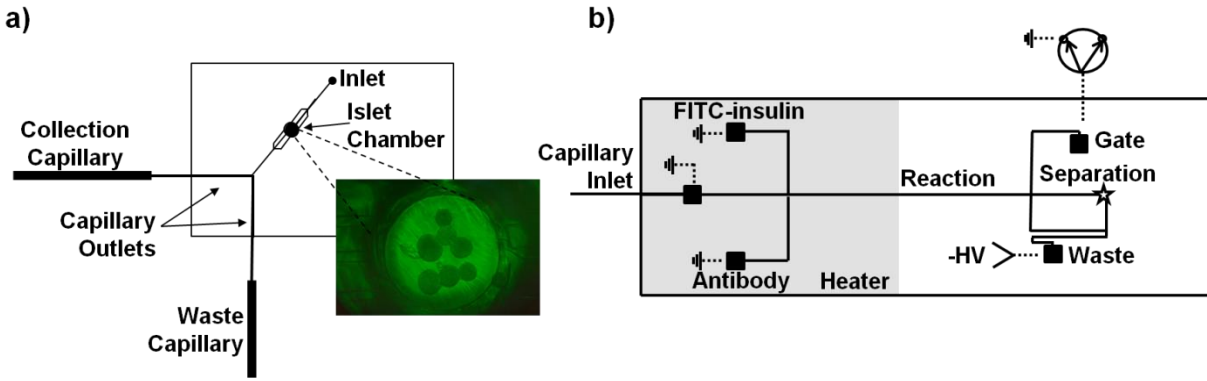 a)
Inlet
Islet
Chamber
Collection
Capillary
Capillary
Outlets
Waste
Capillary
b)
FITC-insulin
Capillary
Inlet
Antibody
Heater
Reaction
Gate
Separation
-HV
Waste